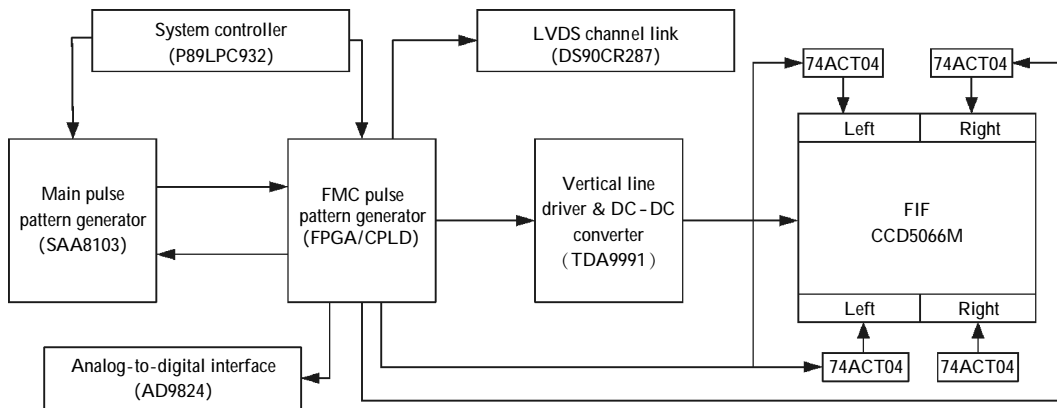 System controller
(P89LPC932)
LVDS channel link
(DS90CR287)
74ACT04
74ACT04
Left
Right
Main pulse
pattern generator
(SAA8103)
FMC pulse
pattern generator
(FPGA/CPLD)
Vertical line
driver & DC-DC
converter
(TDA9991)
FIF
CCD5066M
Left
Right
74ACT04
74ACT04
Analog-to-digital interface
(AD9824)